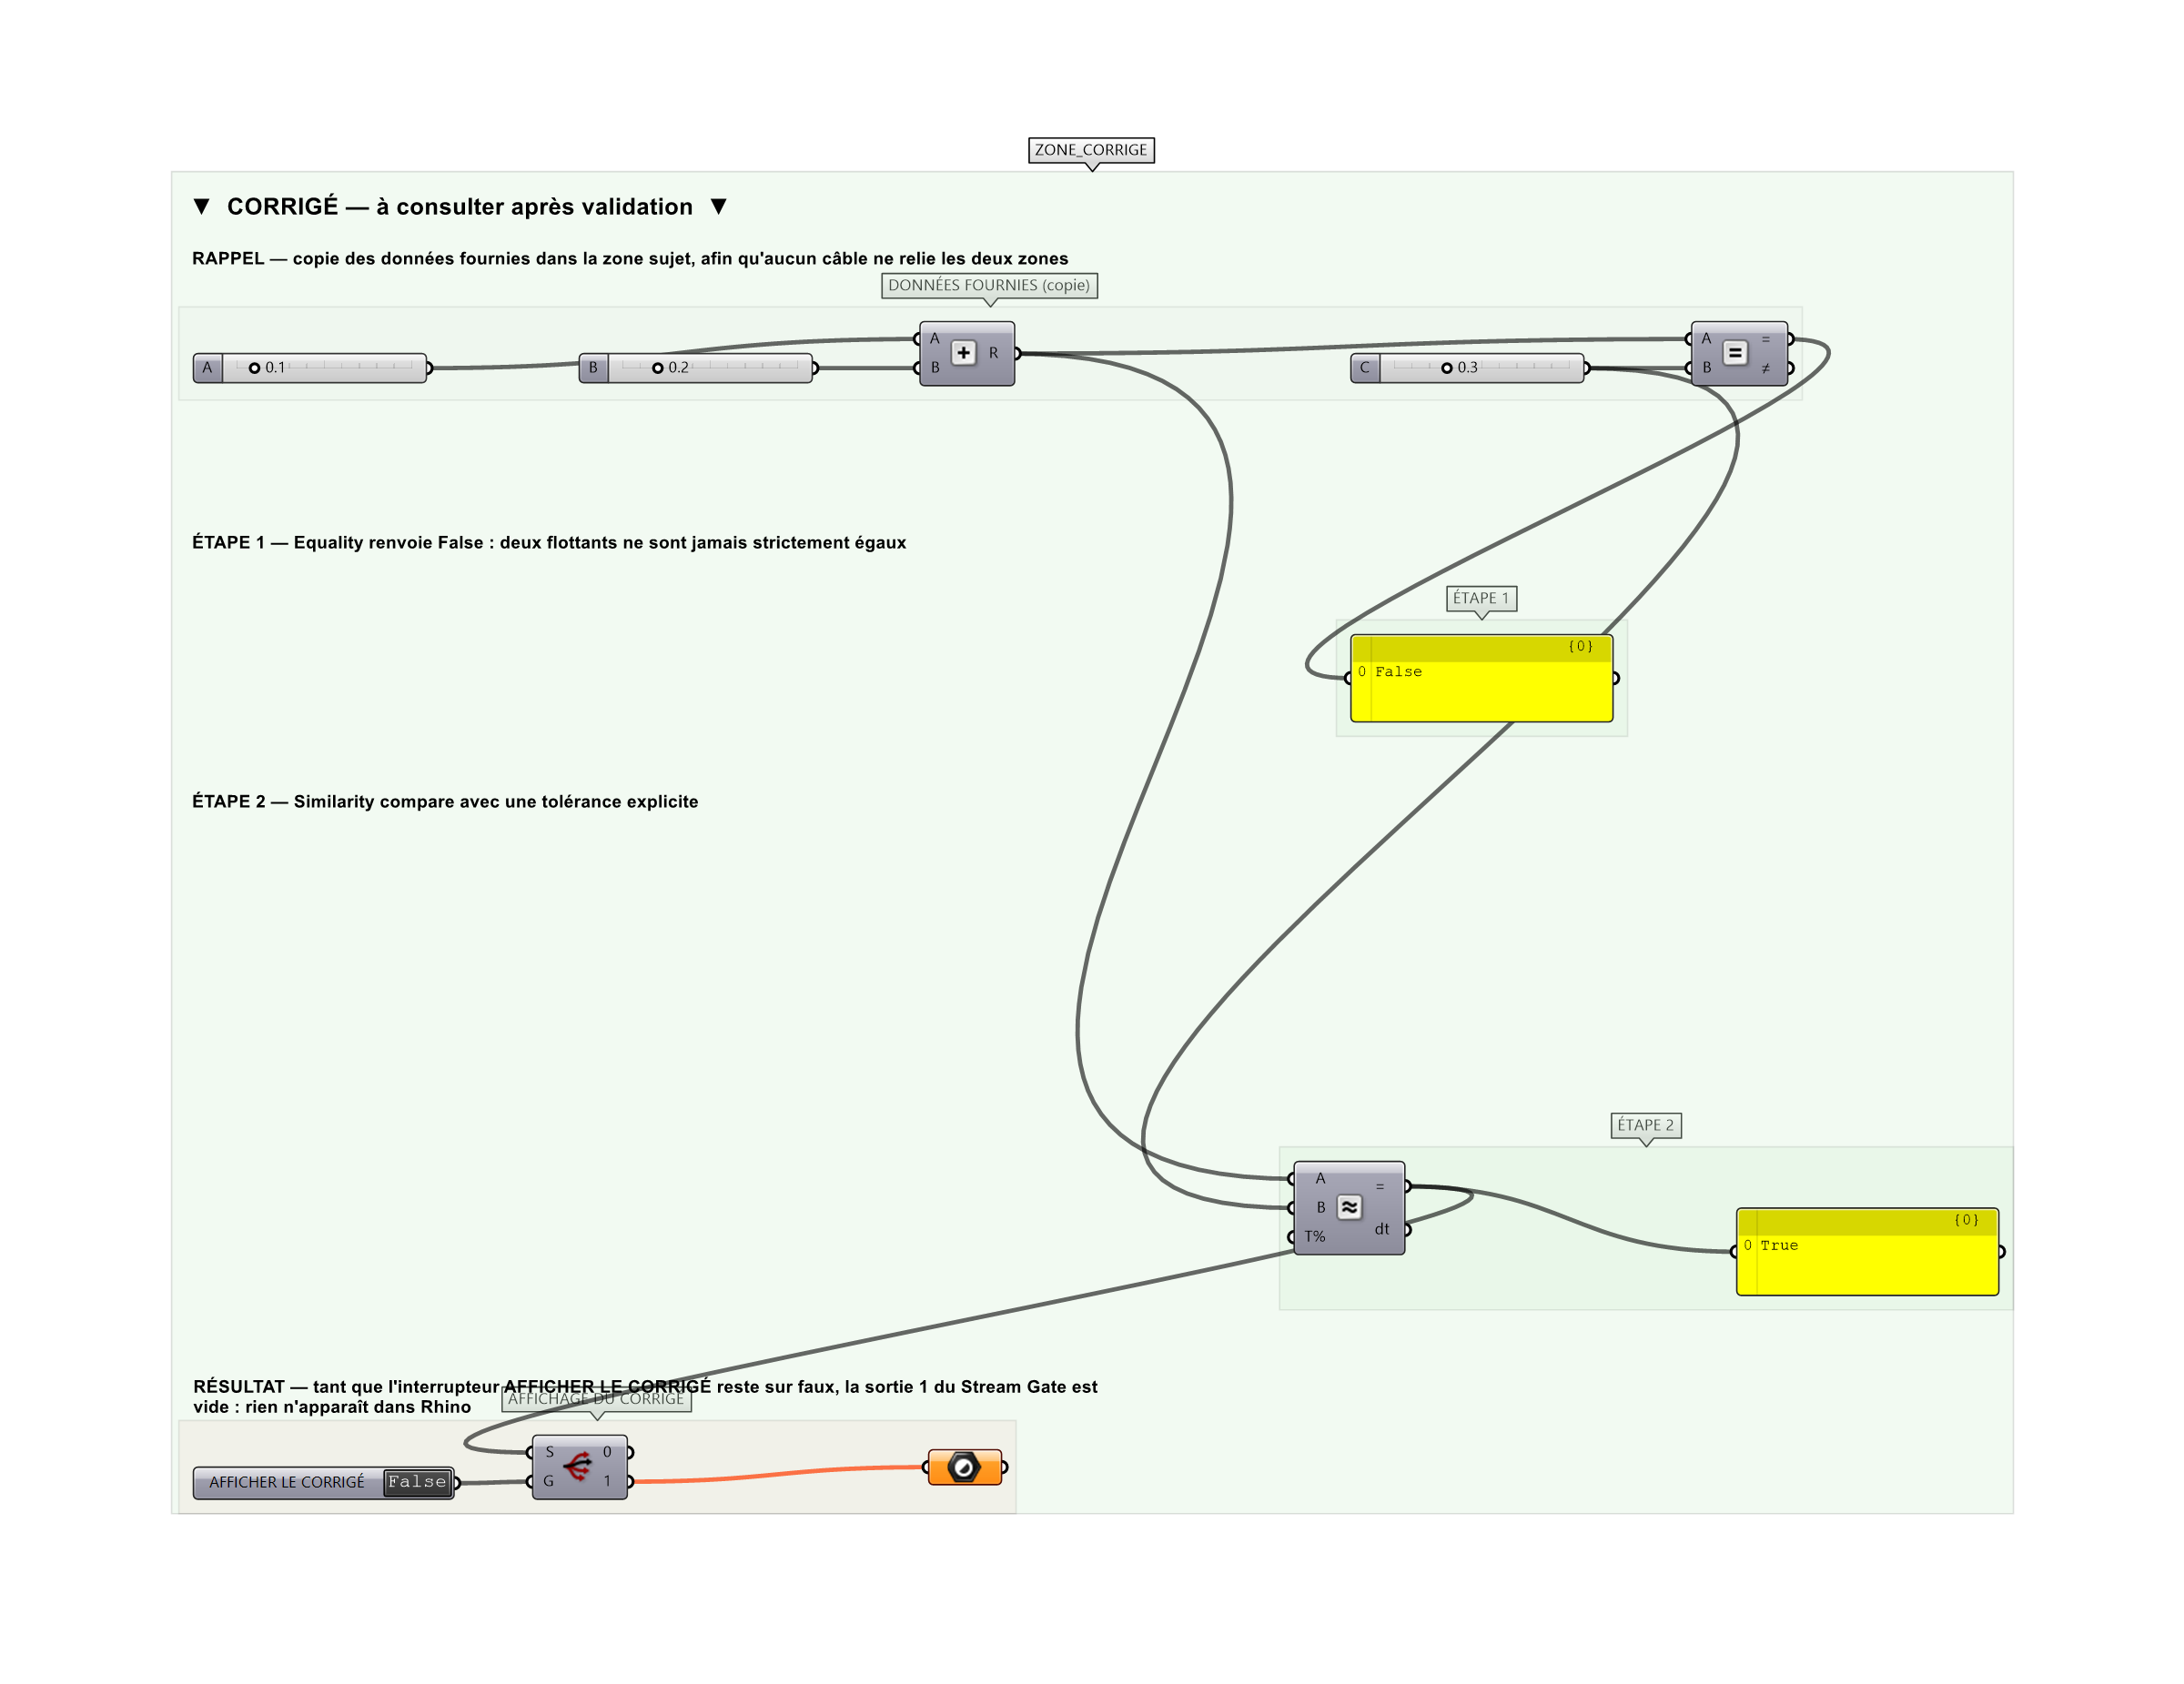 ZONE_CORRIGE
▼ CORRIGÉ — à consulter après validation ▼
RAPPEL — copie des données fournies dans la zone sujet, afin qu'aucun câble ne relie les deux zones
DONNÉES FOURNIES (copie)
A 0.1
B 0.2
A
B
R
C 0.3
A =
B ≠
ÉTAPE 1 — Equality renvoie False : deux flottants ne sont jamais strictement égaux
ÉTAPE 1
{0}
0 False
ÉTAPE 2 — Similarity compare avec une tolérance explicite
ÉTAPE 2
A =
B
T% dt
{0}
0 True
RÉSULTAT — tant que l'interrupteur AFFICHER LE CORRIGÉ reste sur faux, la sortie 1 du Stream Gate est
vide : rien n'apparaît dans Rhino
AFFICHAGE DU CORRIGÉ
S 0
G 1
AFFICHER LE CORRIGÉ False